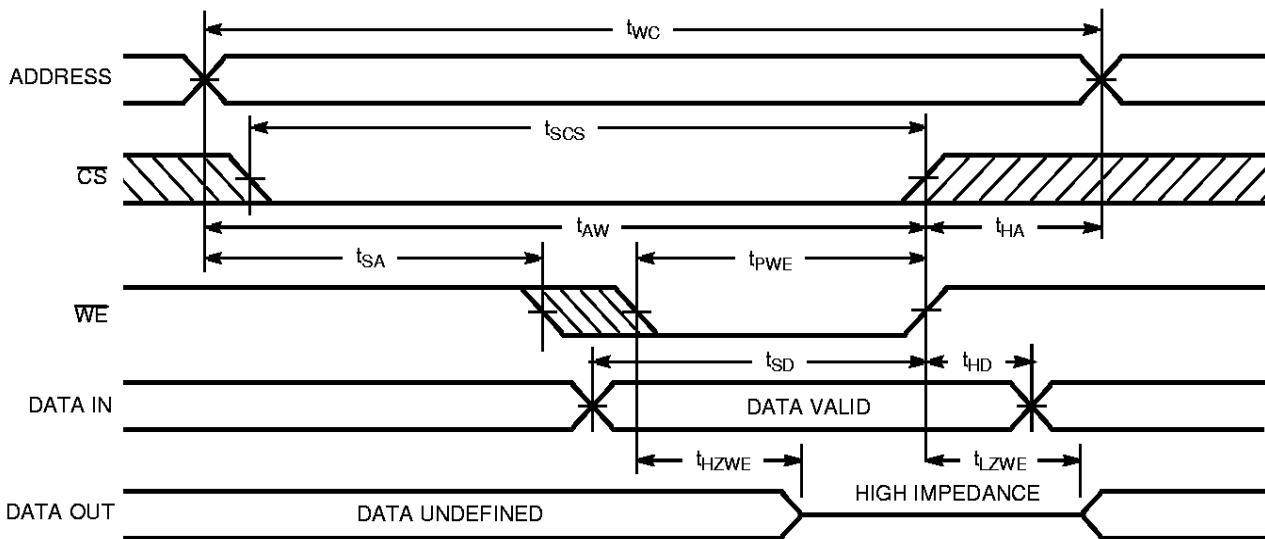 tWC
ADDRESS
tSCS
CS
tAW
tHA
tSA
tPWE
WE
tSD
tHD
DATA IN
DATA VALID
tHZWE
tLZWE
HIGH IMPEDANCE
DATA OUT
DATA UNDEFINED